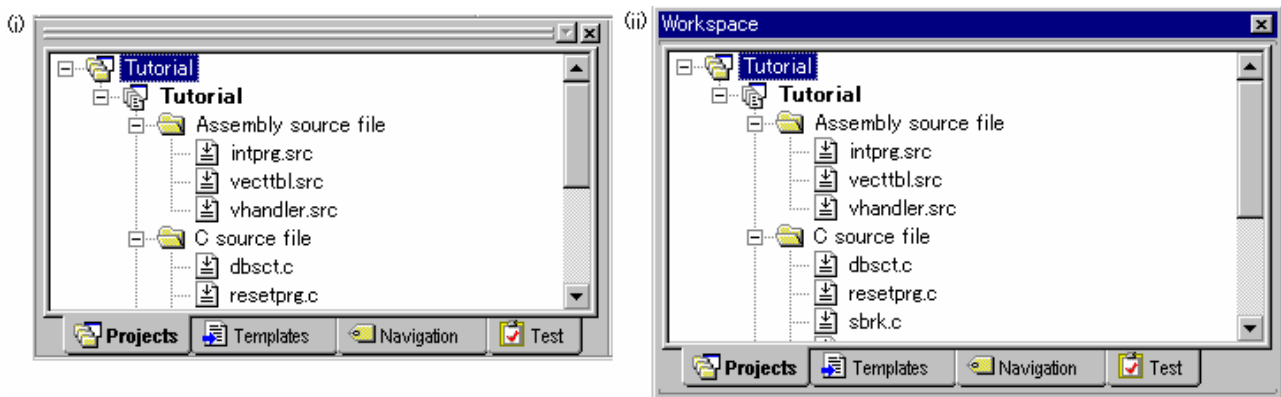 (i)
Tutorial
Tutorial
Assembly source file
intprg.src
vecttbl.src
vhandler.src
C source file
dbsct.c
resetprg.c
Projects Templates Navigation Test
(ii)
Workspace
Tutorial
Tutorial
Assembly source file
intprg.src
vecttbl.src
vhandler.src
C source file
dbsct.c
resetprg.c
sbrk.c
Projects Templates Navigation Test